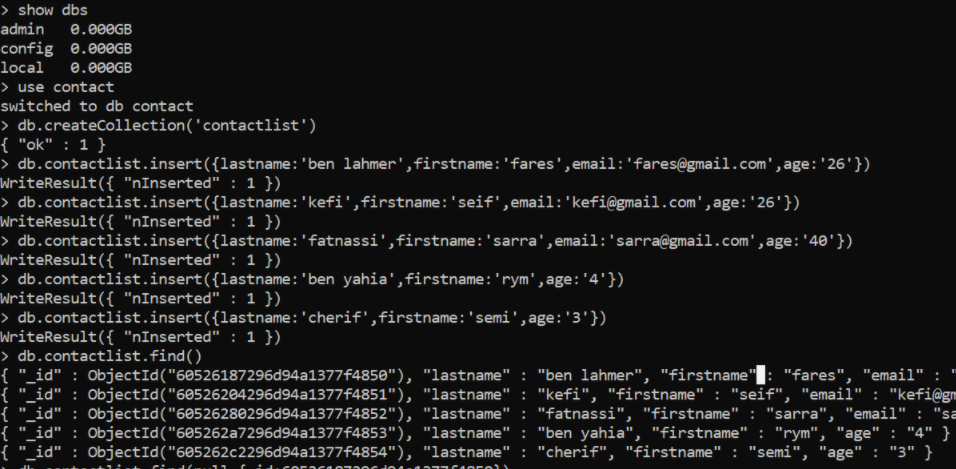 > show dbs
admin   0.000GB
config  0.000GB
local   0.000GB
> use contact
switched to db contact
> db.createCollection('contactlist')
{ "ok" : 1 }
> db.contactlist.insert({lastname:'ben lahmer',firstname:'fares',email:'fares@gmail.com',age:'26'})
WriteResult({ "nInserted" : 1 })
> db.contactlist.insert({lastname:'kefi',firstname:'seif',email:'kefi@gmail.com',age:'26'})
WriteResult({ "nInserted" : 1 })
> db.contactlist.insert({lastname:'fatnassi',firstname:'sarra',email:'sarra@gmail.com',age:'40'})
WriteResult({ "nInserted" : 1 })
> db.contactlist.insert({lastname:'ben yahia',firstname:'rym',age:'4'})
WriteResult({ "nInserted" : 1 })
> db.contactlist.insert({lastname:'cherif',firstname:'semi',age:'3'})
WriteResult({ "nInserted" : 1 })
> db.contactlist.find()
{ "_id" : ObjectId("60526187296d94a1377f4850"), "lastname" : "ben lahmer", "firstname" : "fares", "email" : "
{ "_id" : ObjectId("60526204296d94a1377f4851"), "lastname" : "kefi", "firstname" : "seif", "email" : "kefi@gm
{ "_id" : ObjectId("60526280296d94a1377f4852"), "lastname" : "fatnassi", "firstname" : "sarra", "email" : "sa
{ "_id" : ObjectId("605262a7296d94a1377f4853"), "lastname" : "ben yahia", "firstname" : "rym", "age" : "4" }
{ "_id" : ObjectId("605262c2296d94a1377f4854"), "lastname" : "cherif", "firstname" : "semi", "age" : "3" }
> db.contactlist.find(null,{_id:60526187296d94a1377f4850})